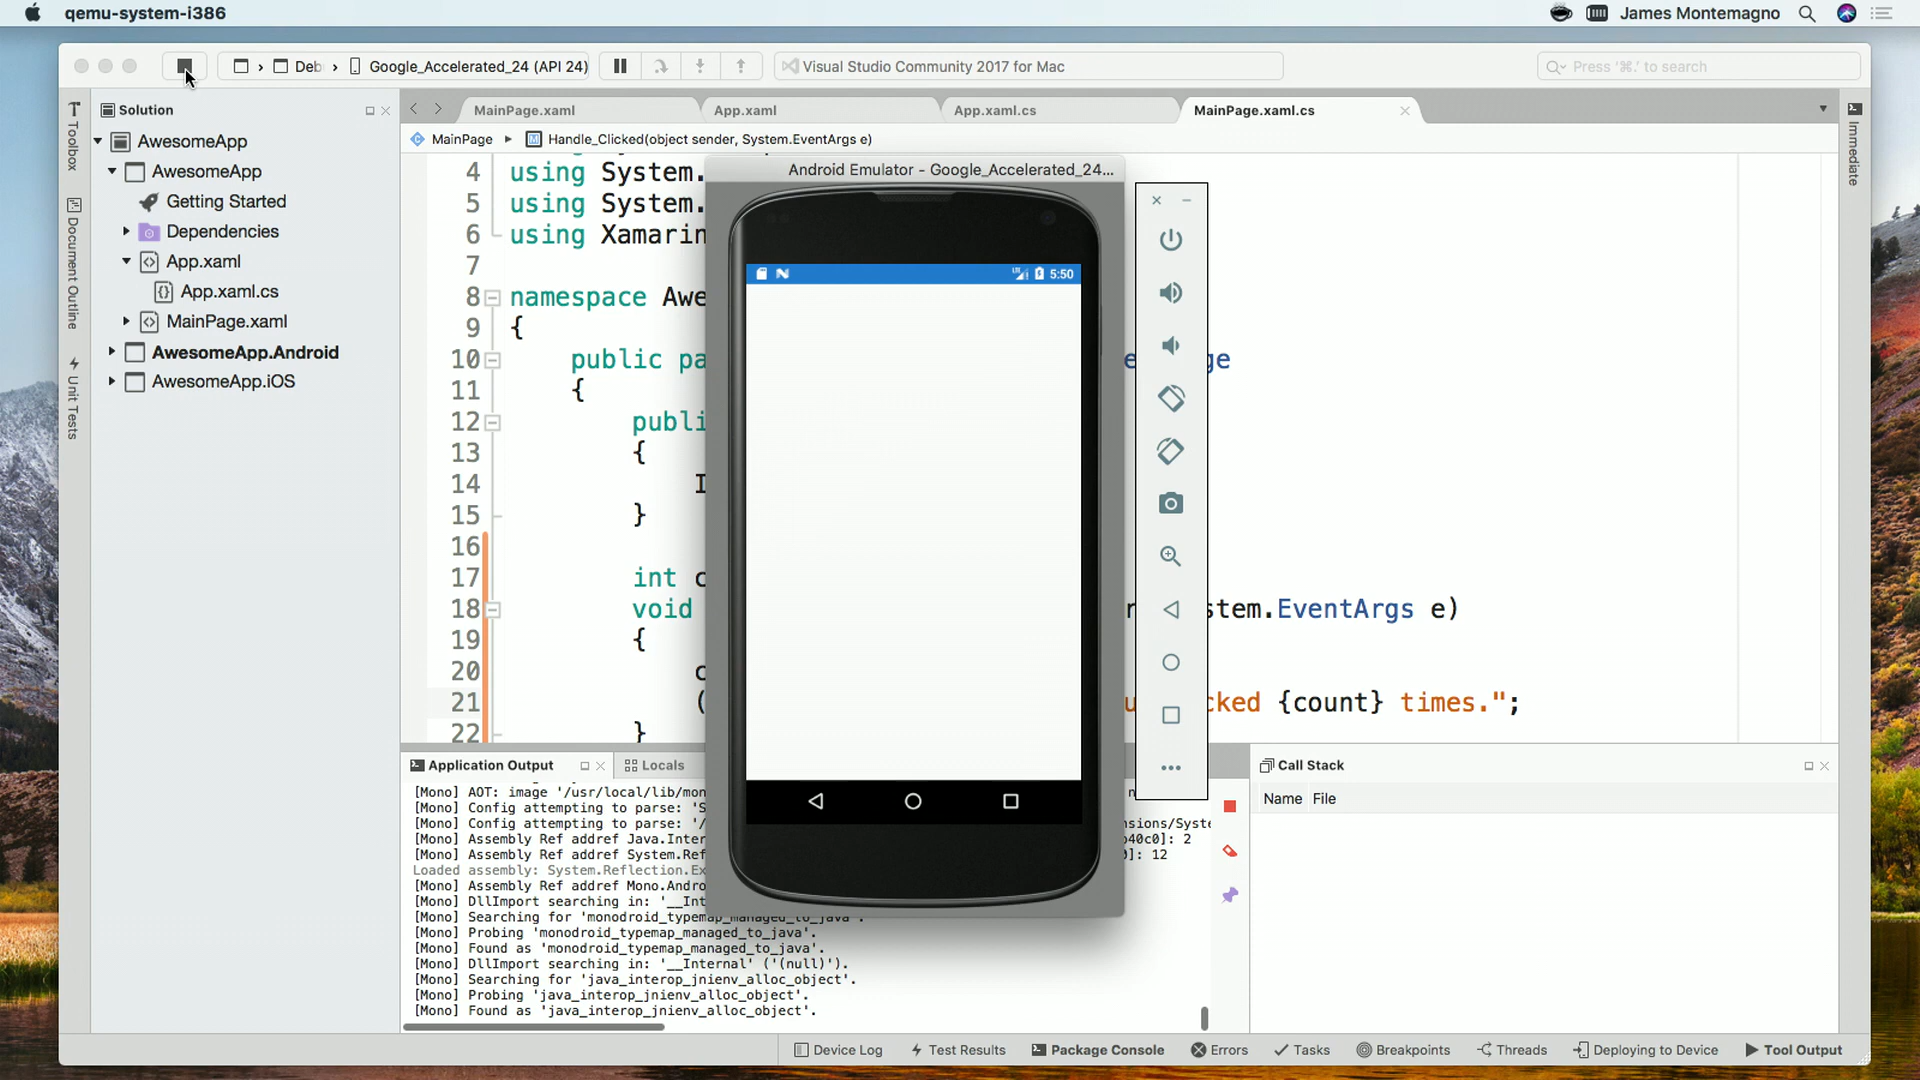 qemu-system-i386
James Montemagno
Deb
Google_Accelerated_24 (API 24)
Visual Studio Community 2017 for Mac
Press '⌘.' to search
Toolbox
Document Outline
Unit Tests
Solution
AwesomeApp
AwesomeApp
Getting Started
Dependencies
App.xaml
App.xaml.cs
MainPage.xaml
AwesomeApp.Android
AwesomeApp.iOS
MainPage.xaml
App.xaml
App.xaml.cs
MainPage.xaml.cs
Immediate
MainPage
Handle_Clicked(object sender, System.EventArgs e)
4 using System.
5 using System.
6 using Xamarin
7
8 namespace Awe
9 {
10 public pa ge
11 {
12 publi
13 {
14 I
15 }
16
17 int c
18 void stem.EventArgs e)
19 {
20 c
21 ( cked {count} times.";
22 }
Android Emulator - Google_Accelerated_24...
LTE
5:50
Application Output
Locals
[Mono] AOT: image '/usr/local/lib/mon
[Mono] Config attempting to parse: 'S
[Mono] Config attempting to parse: '/ nsions/Syste
[Mono] Assembly Ref addref Java.Inter b40c0]: 2
[Mono] Assembly Ref addref System.Ref ]: 12
Loaded assembly: System.Reflection.Ex
[Mono] Assembly Ref addref Mono.Andro
[Mono] DllImport searching in: '__Int
[Mono] Searching for 'monodroid_typemap_managed_to_java'.
[Mono] Probing 'monodroid_typemap_managed_to_java'.
[Mono] Found as 'monodroid_typemap_managed_to_java'.
[Mono] DllImport searching in: '__Internal' ('(null)').
[Mono] Searching for 'java_interop_jnienv_alloc_object'.
[Mono] Probing 'java_interop_jnienv_alloc_object'.
[Mono] Found as 'java_interop_jnienv_alloc_object'.
Call Stack
Name File
Device Log
Test Results
Package Console
Errors
Tasks
Breakpoints
Threads
Deploying to Device
Tool Output